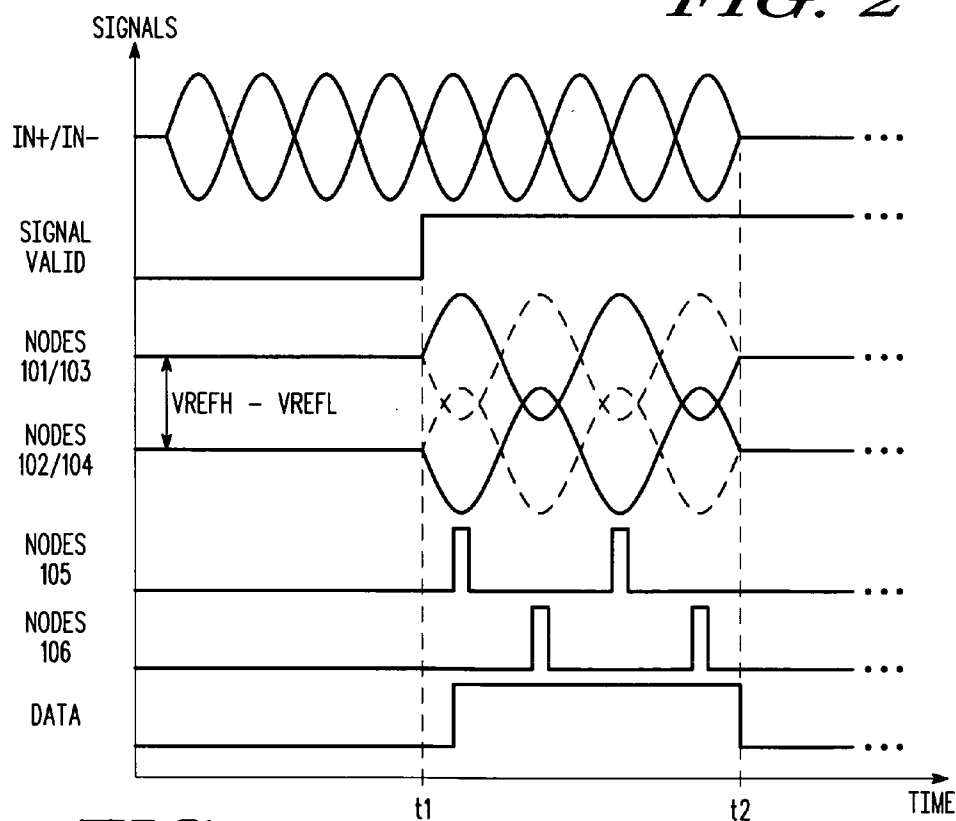 FIG. 2
SIGNALS
IN+/IN-
SIGNAL
VALID
NODES
101/103
VREFH - VREFL
NODES
102/104
NODES
105
NODES
106
DATA
t1
t2
TIME